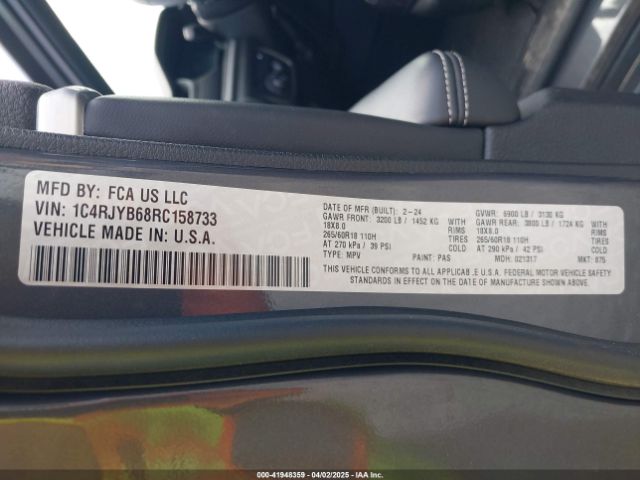 MFD BY: FCA US LLC
VIN: 1C4RJYB68RC158733
VEHICLE MADE IN: U.S.A.
DATE OF MFR (BUILT): 2-24 GVWR: 6900 LB / 3130 KG
GAWR FRONT: 3200 LB / 1452 KG WITH GAWR REAR: 3800 LB / 1724 KG WITH
18X8.0 RIMS 18X8.0 RIMS
265/60R18 110H TIRES 265/60R18 110H TIRES
AT 270 kPa / 39 PSI COLD AT 290 kPa / 42 PSI COLD
TYPE: MPV PAINT: PAS MDH: 021317 MKT: 875
THIS VEHICLE CONFORMS TO ALL APPLICAB.E U.S.A. FEDERAL MOTOR VEHICLE SAFETY
STANDARDS IN EFFECT ON THE DATE OF MANUFACTURE SHOWN ABOVE.
000-41948359 - 04/02/2025 - IAAI.COM